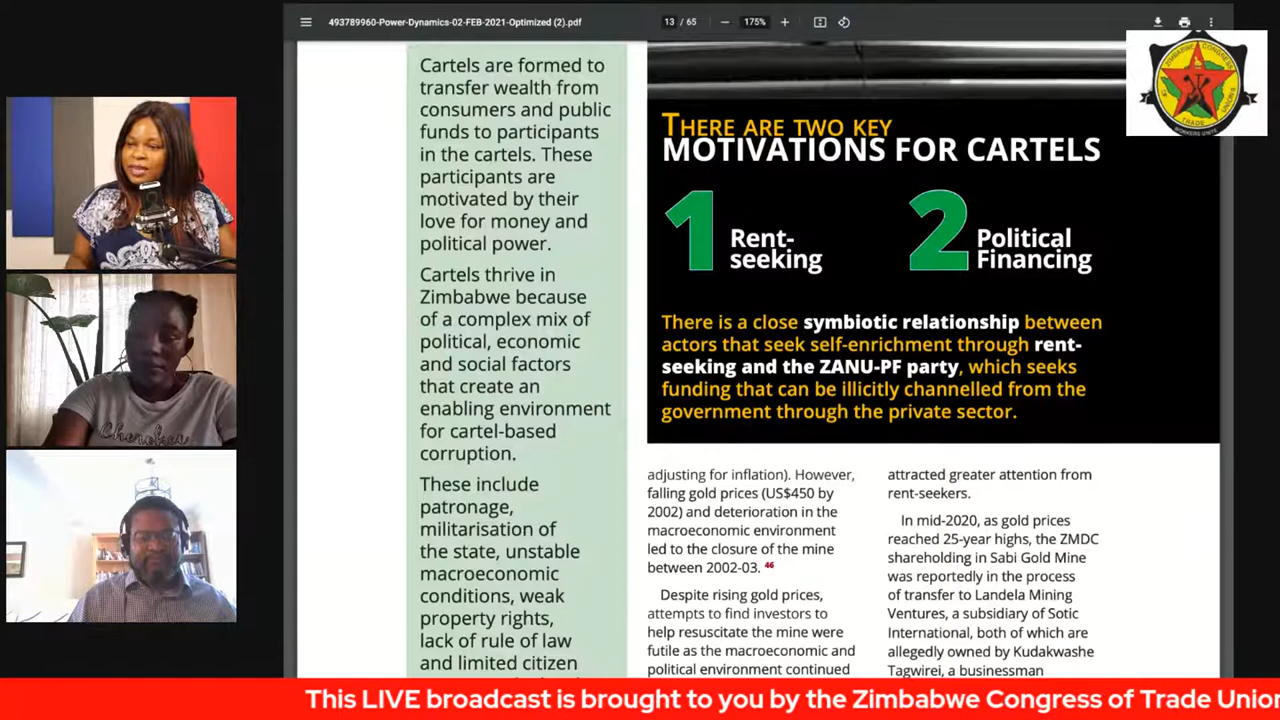 493789960-Power-Dynamics-02-FEB-2021-Optimized (2).pdf
13 / 65
175%
ZIMBABWE CONGRESS OF TRADE UNIONS
WORKERS UNITE
Cartels are formed to
transfer wealth from
consumers and public
funds to participants
in the cartels. These
participants are
motivated by their
love for money and
political power.
Cartels thrive in
Zimbabwe because
of a complex mix of
political, economic
and social factors
that create an
enabling environment
for cartel-based
corruption.
These include
patronage,
militarisation of
the state, unstable
macroeconomic
conditions, weak
property rights,
lack of rule of law
and limited citizen
THERE ARE TWO KEY
MOTIVATIONS FOR CARTELS
1 Rent-
seeking
2 Political
Financing
There is a close symbiotic relationship between
actors that seek self-enrichment through rent-
seeking and the ZANU-PF party, which seeks
funding that can be illicitly channelled from the
government through the private sector.
adjusting for inflation). However,
falling gold prices (US$450 by
2002) and deterioration in the
macroeconomic environment
led to the closure of the mine
between 2002-03. 46
Despite rising gold prices,
attempts to find investors to
help resuscitate the mine were
futile as the macroeconomic and
political environment continued
attracted greater attention from
rent-seekers.
In mid-2020, as gold prices
reached 25-year highs, the ZMDC
shareholding in Sabi Gold Mine
was reportedly in the process
of transfer to Landela Mining
Ventures, a subsidiary of Sotic
International, both of which are
allegedly owned by Kudakwashe
Tagwirei, a businessman
Cherokee
This LIVE broadcast is brought to you by the Zimbabwe Congress of Trade Union